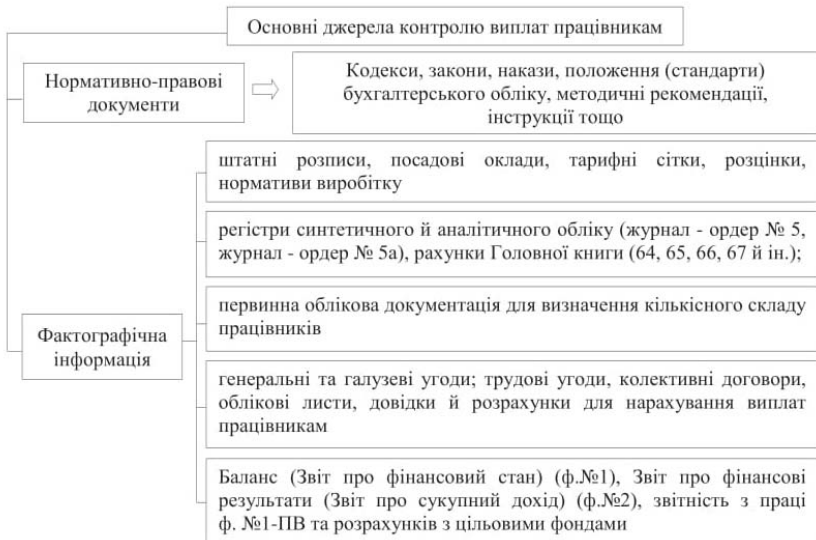 Основні джерела контролю виплат працівникам
Нормативно-правові
документи
Кодекси, закони, накази, положення (стандарти)
бухгалтерського обліку, методичні рекомендації,
інструкції тощо
Фактографічна
інформація
штатні розписи, посадові оклади, тарифні сітки, розцінки,
нормативи виробітку
регістри синтетичного й аналітичного обліку (журнал - ордер № 5,
журнал - ордер № 5а), рахунки Головної книги (64, 65, 66, 67 й ін.);
первинна облікова документація для визначення кількісного складу
працівників
генеральні та галузеві угоди; трудові угоди, колективні договори,
облікові листи, довідки й розрахунки для нарахування виплат
працівникам
Баланс (Звіт про фінансовий стан) (ф.№1), Звіт про фінансові
результати (Звіт про сукупний дохід) (ф.№2), звітність з праці
ф. №1-ПВ та розрахунків з цільовими фондами